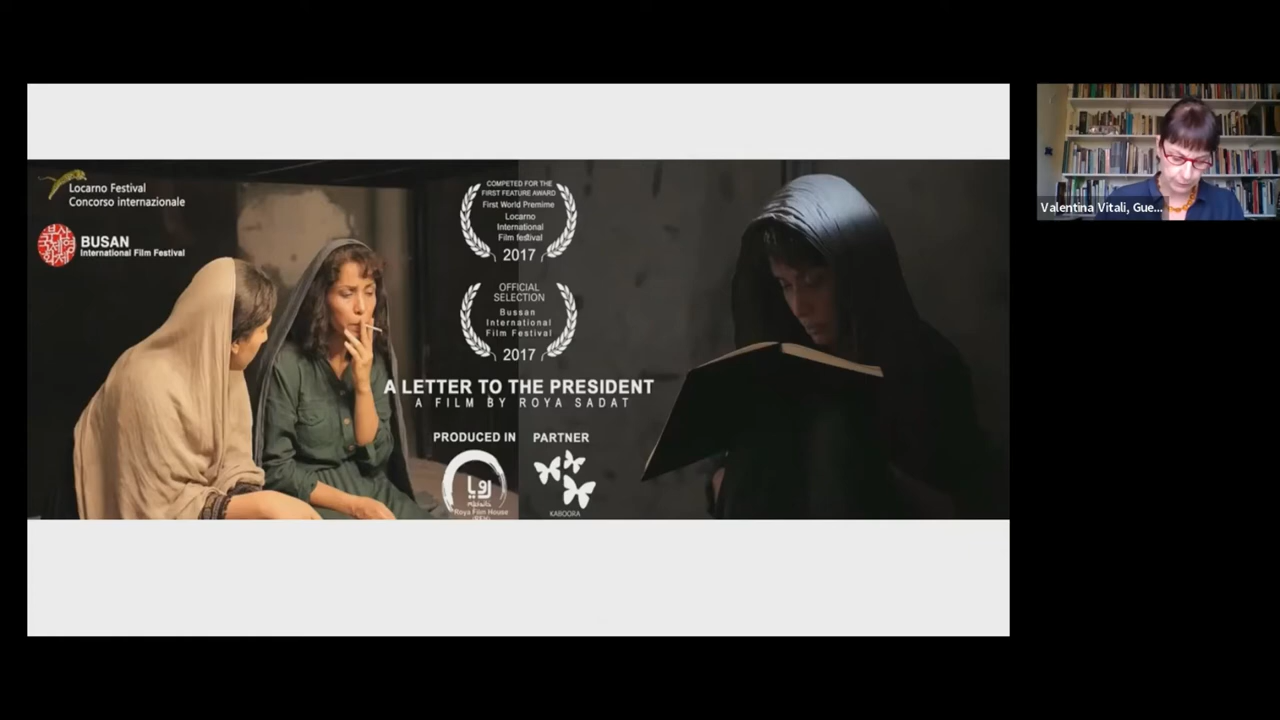 Locarno Festival
Concorso internazionale
BUSAN
International Film Festival
COMPETED FOR THE
FIRST FEATURE AWARD
First World Premime
Locarno
International
Film festival
2017
OFFICIAL
SELECTION
Bussan
International
Film Festival
2017
A LETTER TO THE PRESIDENT
A FILM BY ROYA SADAT
PRODUCED IN
PARTNER
رویا
Roya Film House
KABOORA
Valentina Vitali, Gue...